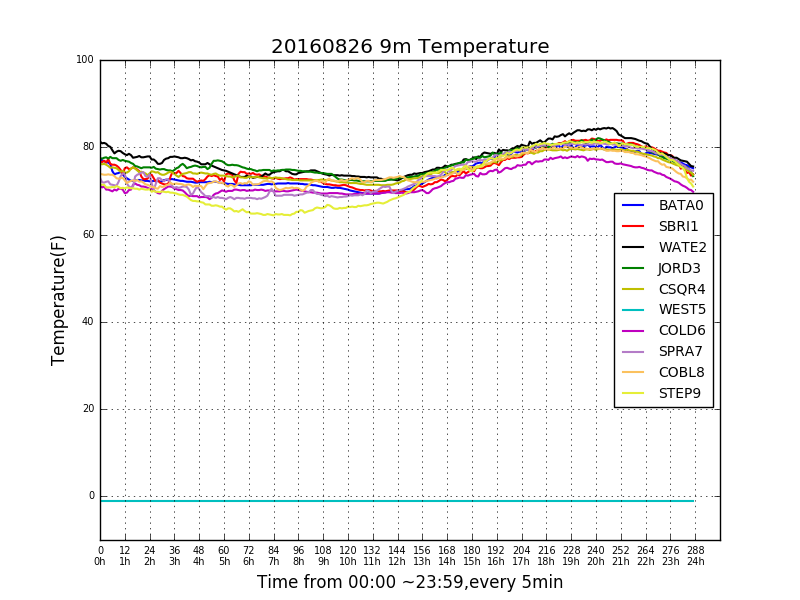 20160826 9m Temperature
Temperature(F)
100
80
60
40
20
0
BATA0
SBRI1
WATE2
JORD3
CSQR4
WEST5
COLD6
SPRA7
COBL8
STEP9
0 12 24 36 48 60 72 84 96 108 120 132 144 156 168 180 192 204 216 228 240 252 264 276 288
0h 1h 2h 3h 4h 5h 6h 7h 8h 9h 10h 11h 12h 13h 14h 15h 16h 17h 18h 19h 20h 21h 22h 23h 24h
Time from 00:00 ~23:59,every 5min